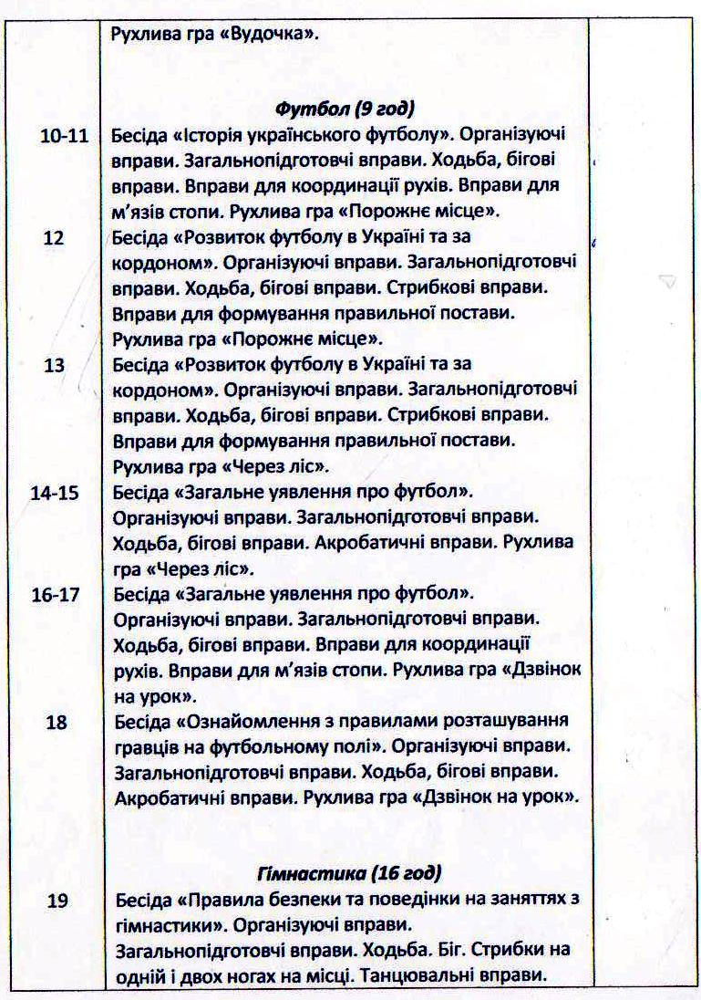 Рухлива гра «Вудочка».
Футбол (9 год)
10-11 Бесіда «Історія українського футболу». Організуючі
вправи. Загальнопідготовчі вправи. Ходьба, бігові
вправи. Вправи для координації рухів. Вправи для
м’язів стопи. Рухлива гра «Порожнє місце».
12 Бесіда «Розвиток футболу в Україні та за
кордоном». Організуючі вправи. Загальнопідготовчі
вправи. Ходьба, бігові вправи. Стрибкові вправи.
Вправи для формування правильної постави.
Рухлива гра «Порожнє місце».
13 Бесіда «Розвиток футболу в Україні та за
кордоном». Організуючі вправи. Загальнопідготовчі
вправи. Ходьба, бігові вправи. Стрибкові вправи.
Вправи для формування правильної постави.
Рухлива гра «Через ліс».
14-15 Бесіда «Загальне уявлення про футбол».
Організуючі вправи. Загальнопідготовчі вправи.
Ходьба, бігові вправи. Акробатичні вправи. Рухлива
гра «Через ліс».
16-17 Бесіда «Загальне уявлення про футбол».
Організуючі вправи. Загальнопідготовчі вправи.
Ходьба, бігові вправи. Вправи для координації
рухів. Вправи для м’язів стопи. Рухлива гра «Дзвінок
на урок».
18 Бесіда «Ознайомлення з правилами розташування
гравців на футбольному полі». Організуючі вправи.
Загальнопідготовчі вправи. Ходьба, бігові вправи.
Акробатичні вправи. Рухлива гра «Дзвінок на урок».
Гімнастика (16 год)
19 Бесіда «Правила безпеки та поведінки на заняттях з
гімнастики». Організуючі вправи.
Загальнопідготовчі вправи. Ходьба. Біг. Стрибки на
одній і двох ногах на місці. Танцювальні вправи.